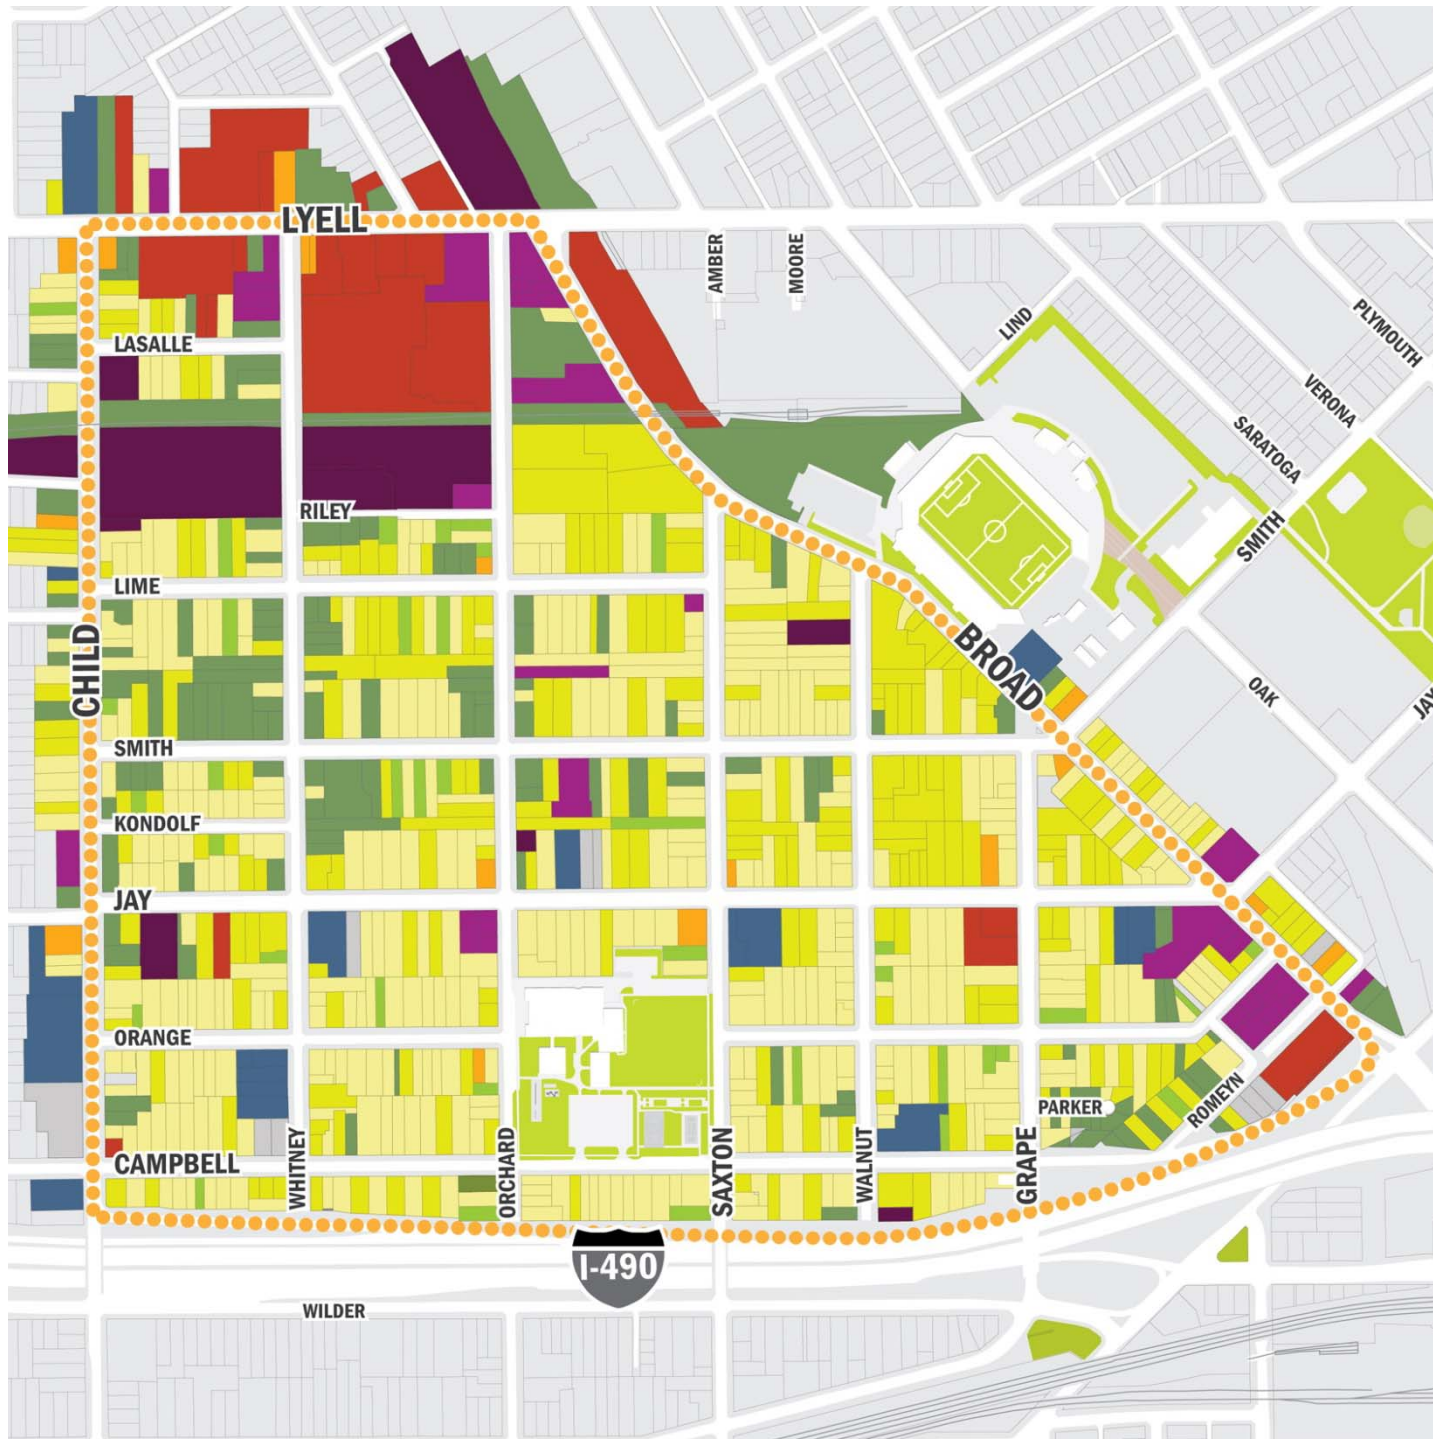 LYELL
AMBER
MOORE
LIND
PLYMOUTH
VERONA
SARATOGA
SMITH
LASALLE
RILEY
LIME
CHILD
BROAD
OAK
JAY
SMITH
KONDOLF
JAY
ORANGE
PARKER
ROMEYN
CAMPBELL
WHITNEY
ORCHARD
SAXTON
WALNUT
GRAPE
I-490
WILDER